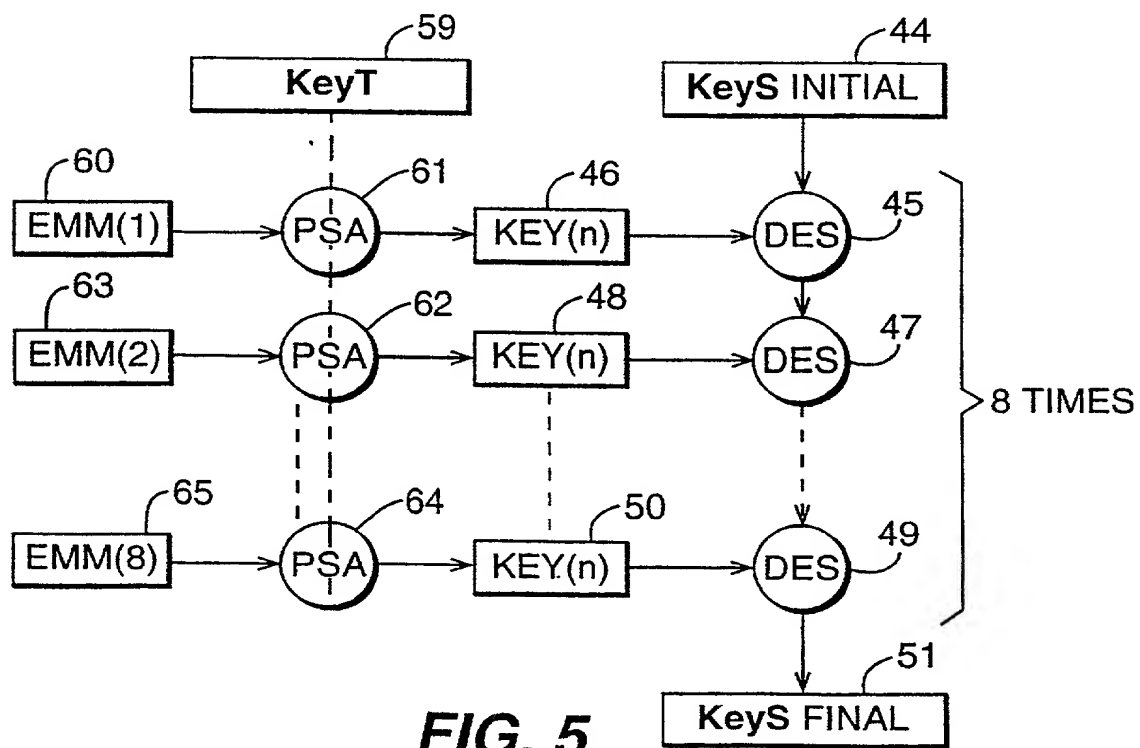 59
44
KeyT
KeyS INITIAL
60
61
46
45
EMM(1)
PSA
KEY(n)
DES
63
62
48
47
EMM(2)
PSA
KEY(n)
DES
8 TIMES
65
64
50
49
EMM(8)
PSA
KEY(n)
DES
51
KeyS FINAL
FIG. 5